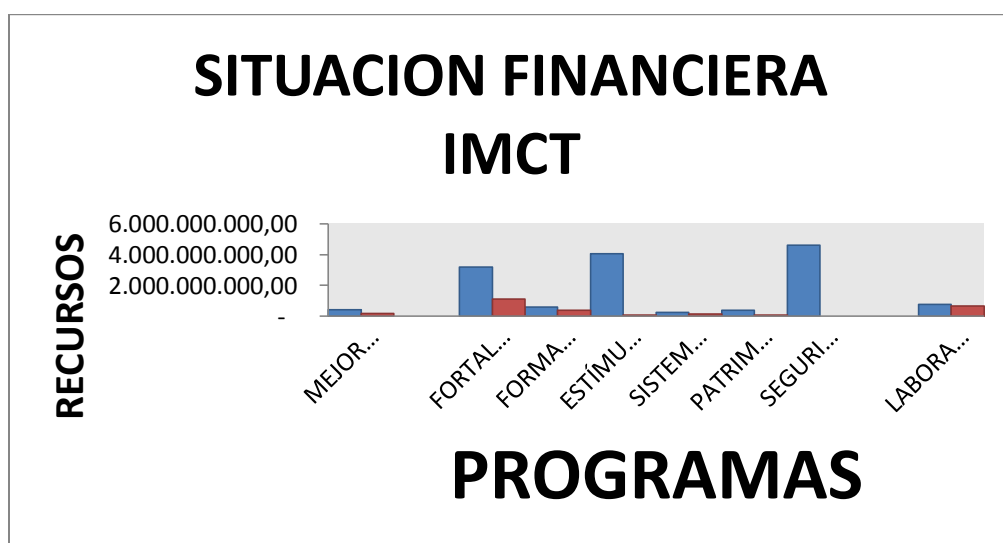 SITUACION FINANCIERA
IMCT
RECURSOS
6.000.000.000,00
4.000.000.000,00
2.000.000.000,00
-
MEJOR...
FORTAL...
FORMA...
ESTÍMU...
SISTEM...
PATRIM...
SEGURI...
LABORA...
PROGRAMAS